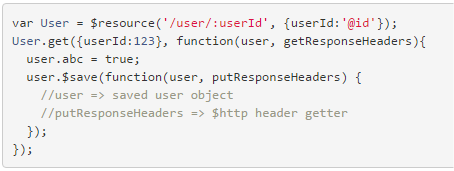 var User = $resource('/user/:userId', {userId:'@id'});
User.get({userId:123}, function(user, getResponseHeaders){
  user.abc = true;
  user.$save(function(user, putResponseHeaders) {
    //user => saved user object
    //putResponseHeaders => $http header getter
  });
});